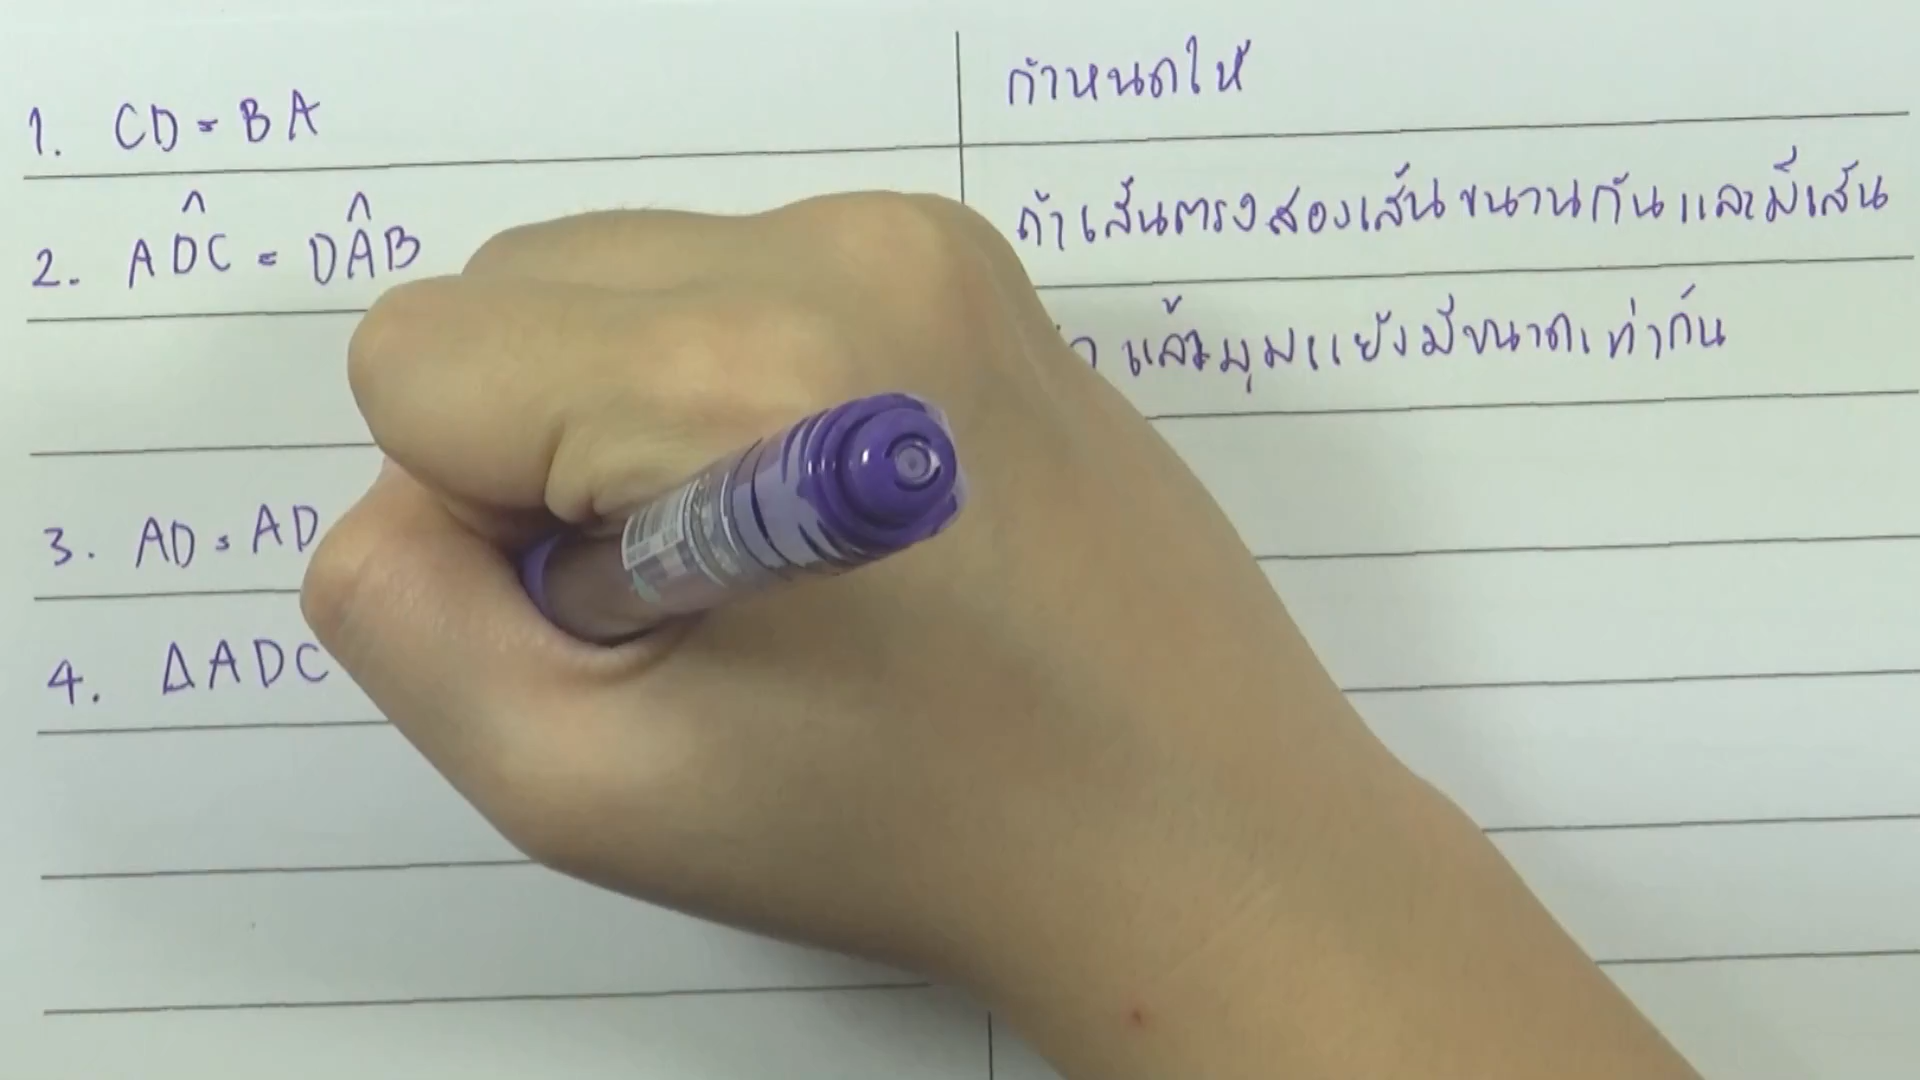 1. CD = BA
กำหนดให้
2. AD̂C = DÂB
ถ้าเส้นตรงสองเส้นขนานกันและมีเส้น
แล้วมุมแย้งมีขนาดเท่ากัน
3. AD = AD
4. ΔADC